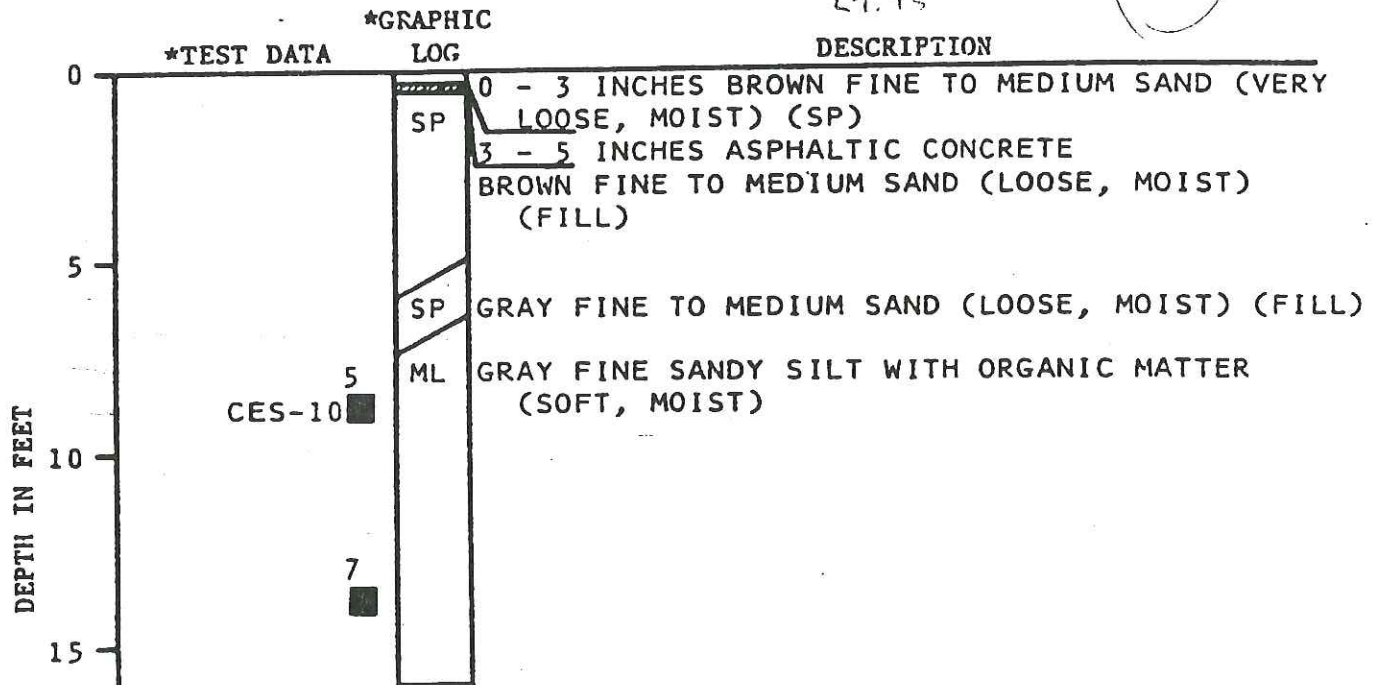 *GRAPHIC
*TEST DATA LOG DESCRIPTION
0
0 - 3 INCHES BROWN FINE TO MEDIUM SAND (VERY
LOOSE, MOIST) (SP)
SP
3 - 5 INCHES ASPHALTIC CONCRETE
BROWN FINE TO MEDIUM SAND (LOOSE, MOIST)
(FILL)
5
SP GRAY FINE TO MEDIUM SAND (LOOSE, MOIST) (FILL)
5 ML GRAY FINE SANDY SILT WITH ORGANIC MATTER
CES-10 (SOFT, MOIST)
DEPTH IN FEET
10
7
15